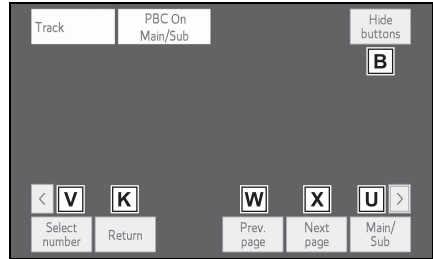 Track
PBC On
Main/Sub
Hide
buttons
B
< V K W X U >
Select
number
Return
Prev.
page
Next
page
Main/
Sub